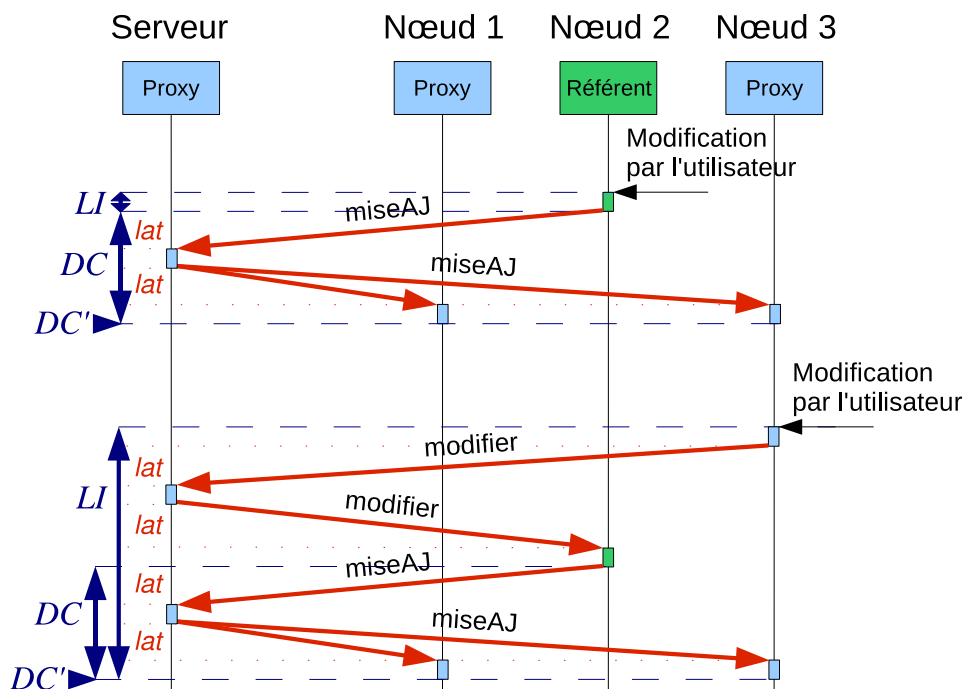 Serveur
Nœud 1
Nœud 2
Nœud 3
Proxy
Proxy
Référent
Proxy
Modification
par l'utilisateur
LI
miseAJ
lat
DC
miseAJ
lat
DC'
Modification
par l'utilisateur
modifier
lat
LI
modifier
lat
miseAJ
lat
DC
miseAJ
lat
DC'